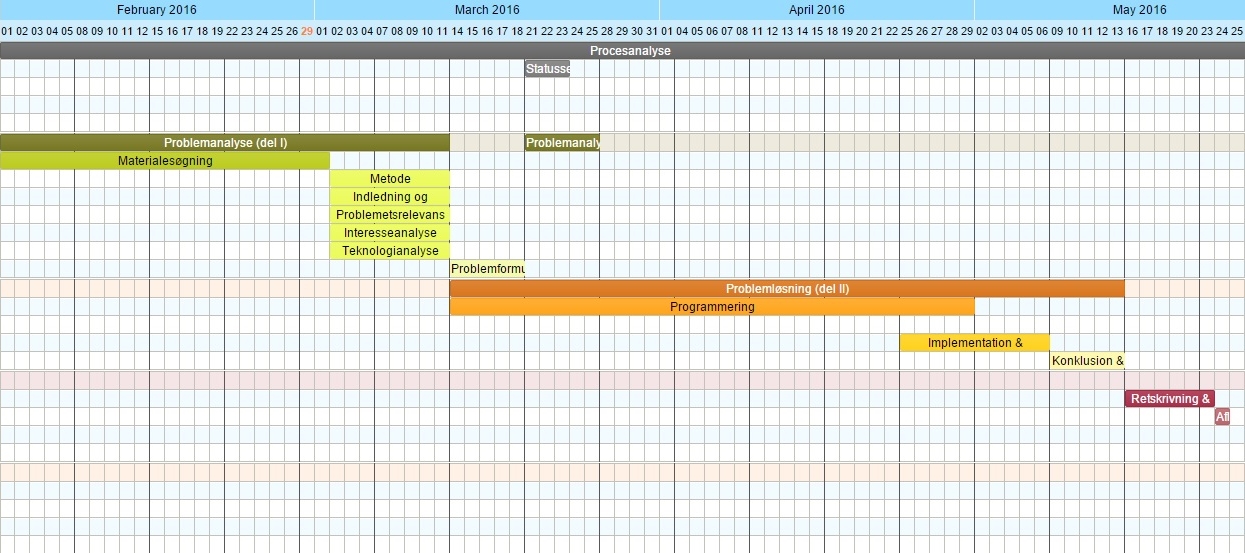 February 2016 March 2016 April 2016 May 2016
01 02 03 04 05 08 09 10 11 12 15 16 17 18 19 22 23 24 25 26 29 01 02 03 04 07 08 09 10 11 14 15 16 17 18 21 22 23 24 25 28 29 30 31 01 04 05 06 07 08 11 12 13 14 15 18 19 20 21 22 25 26 27 28 29 02 03 04 05 06 09 10 11 12 13 16 17 18 19 20 23 24 25
Procesanalyse
Statusse
Problemanalyse (del I) Problemanaly
Materialesøgning
Metode
Indledning og
Problemetsrelevans
Interesseanalyse
Teknologianalyse
Problemformu
Problemløsning (del II)
Programmering
Implementation &
Konklusion &
Retskrivning &
Afl